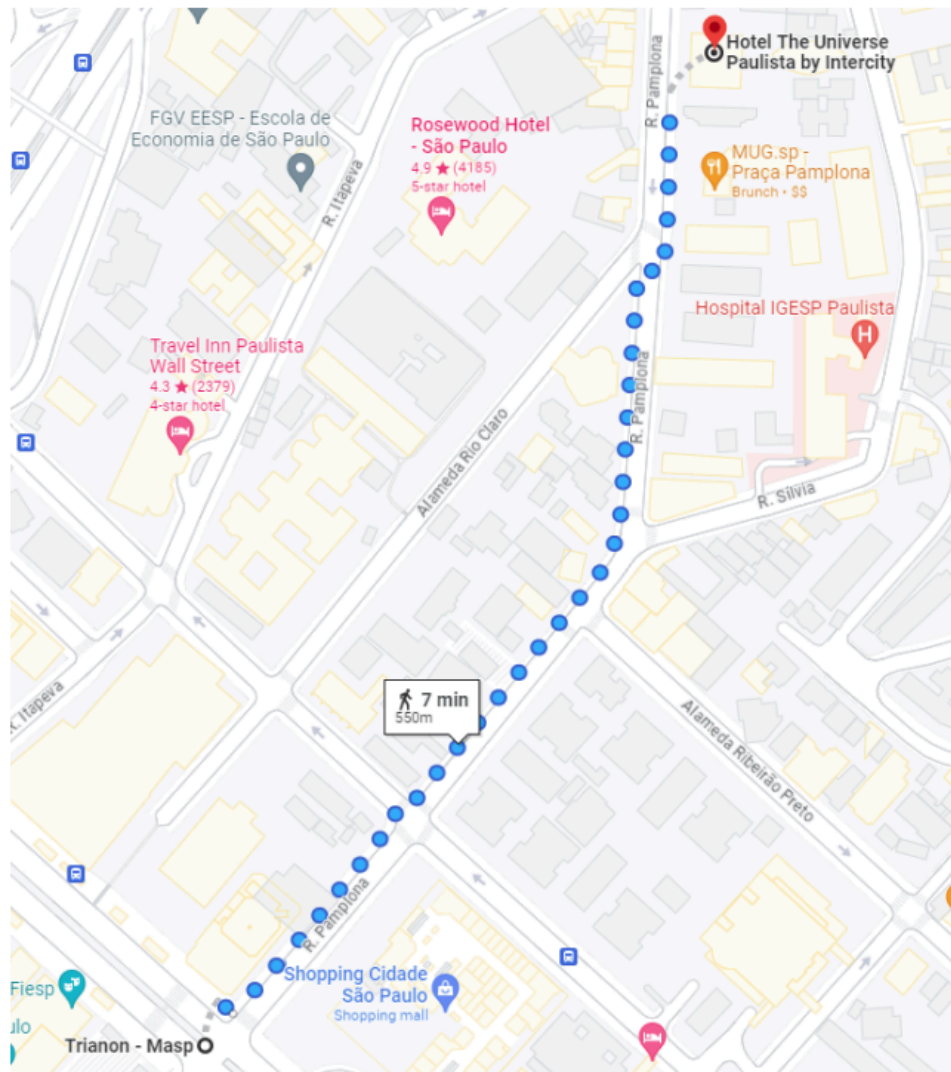 Hotel The Universe
Paulista by Intercity
R. Pamplona
FGV EESP - Escola de
Economia de São Paulo
Rosewood Hotel
- São Paulo
4.9 ★ (4185)
5-star hotel
MUG.sp -
Praça Pamplona
Brunch • $$
R. Itapeva
Hospital IGESP Paulista
H
Travel Inn Paulista
Wall Street
4.3 ★ (2379)
4-star hotel
R. Pamplona
Alameda Rio Claro
R. Sílvia
R. Itapeva
7 min
550m
Alameda Ribeirão Preto
R. Pamplona
Shopping Cidade
São Paulo
Shopping mall
Fiesp
ulo
Trianon - Masp